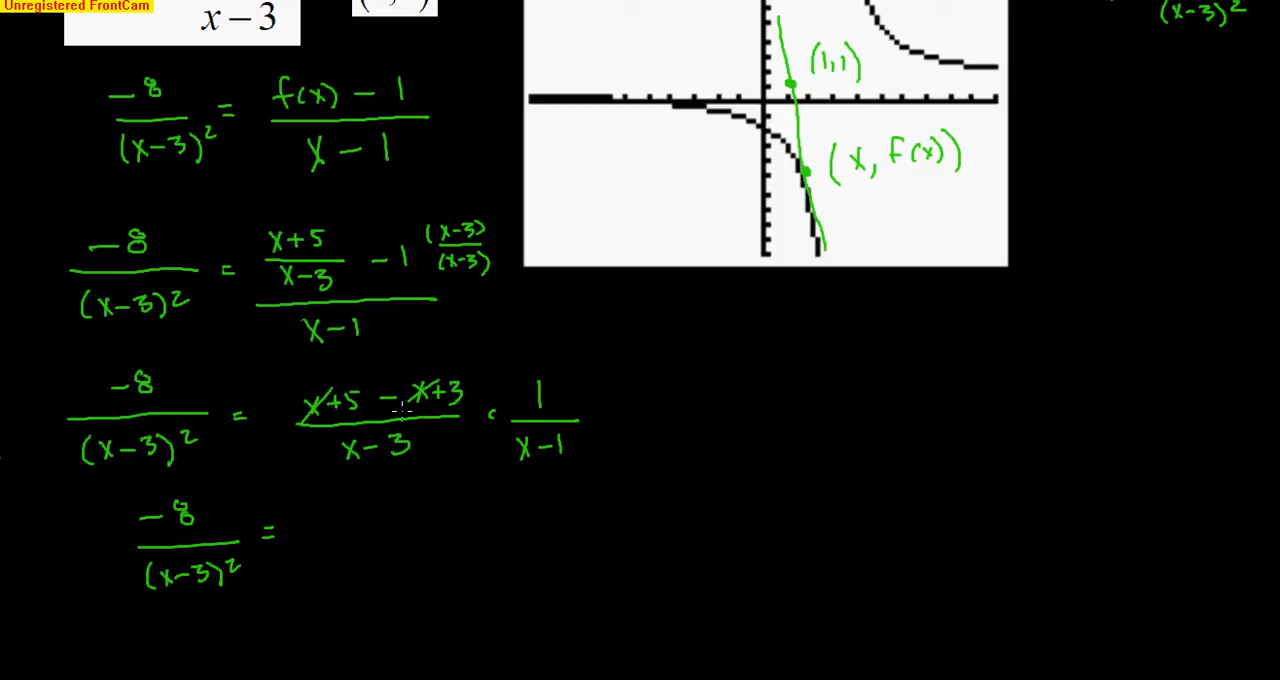 Unregistered FrontCam
x – 3
(x-3)²
(1,1)
(x, f(x))
-8/(x-3)² = (f(x) - 1)/(x - 1)
-8/(x-3)² = ((x+5)/(x-3) - 1 (x-3)/(x-3))/(x-1)
-8/(x-3)² = (x+5 - x+3)/(x-3) · 1/(x-1)
-8/(x-3)² =